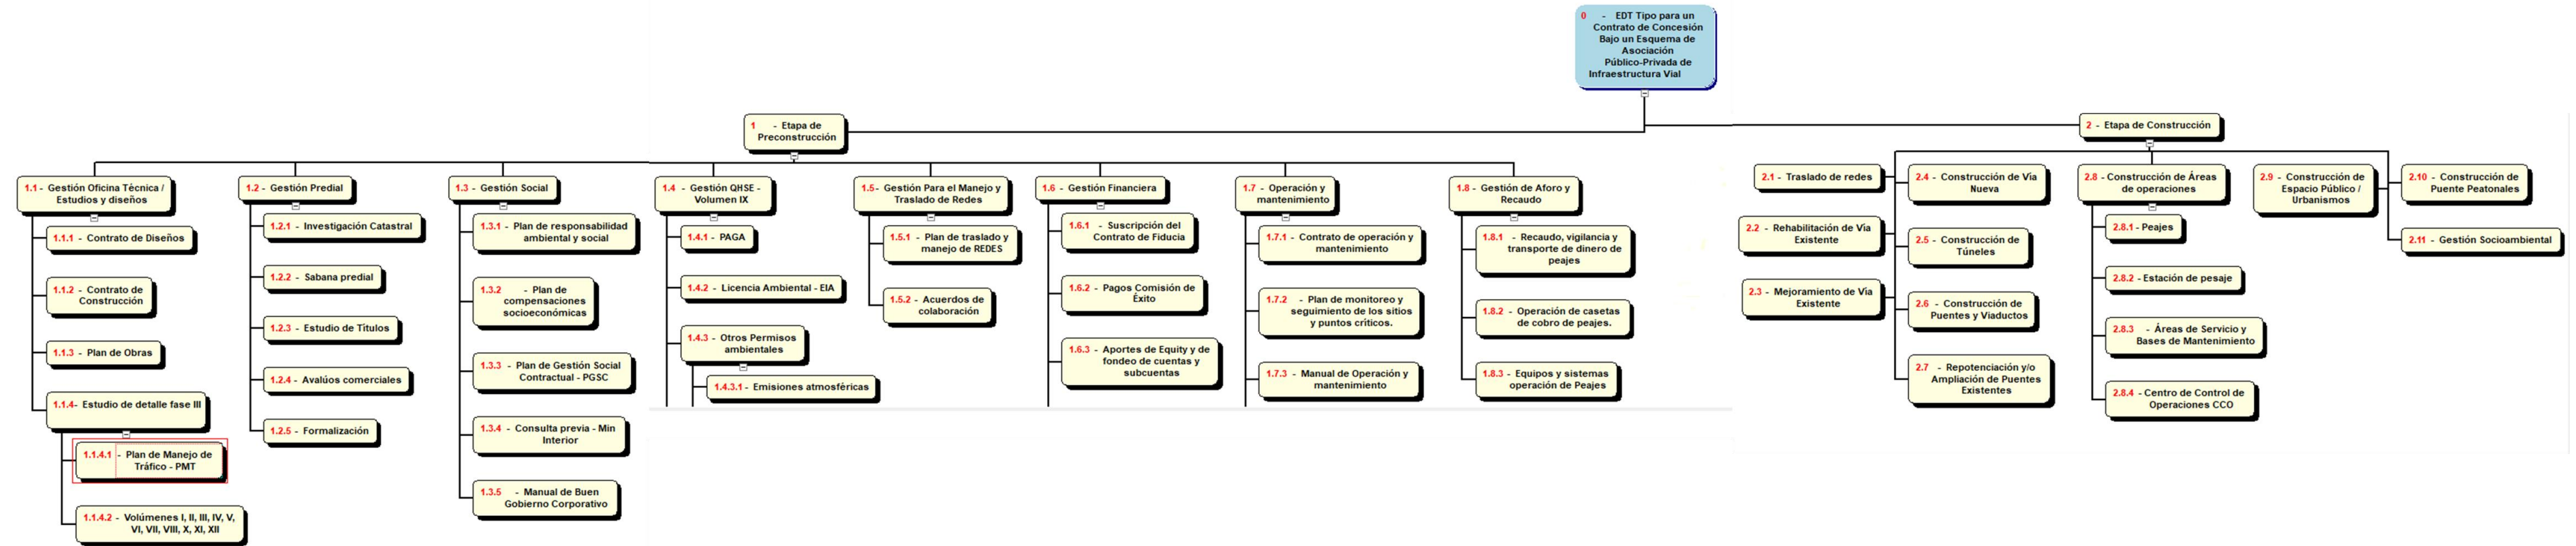 0 - EDT Tipo para un
Contrato de Concesión
Bajo un Esquema de
Asociación
Público-Privada de
Infraestructura Vial
1 - Etapa de
Preconstrucción
1.1 - Gestión Oficina Técnica /
Estudios y diseños
1.1.1 - Contrato de Diseños
1.1.2 - Contrato de
Construcción
1.1.3 - Plan de Obras
1.1.4- Estudio de detalle fase III
1.1.4.1 - Plan de Manejo de
Tráfico - PMT
1.1.4.2 - Volúmenes I, II, III, IV, V,
VI, VII, VIII, X, XI, XII
1.2 - Gestión Predial
1.2.1 - Investigación Catastral
1.2.2 - Sabana predial
1.2.3 - Estudio de Títulos
1.2.4 - Avalúos comerciales
1.2.5 - Formalización
1.3 - Gestión Social
1.3.1 - Plan de responsabilidad
ambiental y social
1.3.2 - Plan de
compensaciones
socioeconómicas
1.3.3 - Plan de Gestión Social
Contractual - PGSC
1.3.4 - Consulta previa - Min
Interior
1.3.5 - Manual de Buen
Gobierno Corporativo
1.4 - Gestión QHSE -
Volumen IX
1.4.1 - PAGA
1.4.2 - Licencia Ambiental - EIA
1.4.3 - Otros Permisos
ambientales
1.4.3.1 - Emisiones atmosféricas
1.5- Gestión Para el Manejo y
Traslado de Redes
1.5.1 - Plan de traslado y
manejo de REDES
1.5.2 - Acuerdos de
colaboración
1.6 - Gestión Financiera
1.6.1 - Suscripción del
Contrato de Fiducia
1.6.2 - Pagos Comisión de
Éxito
1.6.3 - Aportes de Equity y de
fondeo de cuentas y
subcuentas
1.7 - Operación y
mantenimiento
1.7.1 - Contrato de operación y
mantenimiento
1.7.2 - Plan de monitoreo y
seguimiento de los sitios
y puntos críticos.
1.7.3 - Manual de Operación y
mantenimiento
1.8 - Gestión de Aforo y
Recaudo
1.8.1 - Recaudo, vigilancia y
transporte de dinero de
peajes
1.8.2 - Operación de casetas
de cobro de peajes.
1.8.3 - Equipos y sistemas
operación de Peajes
2 - Etapa de Construcción
2.1 - Traslado de redes
2.2 - Rehabilitación de Vía
Existente
2.3 - Mejoramiento de Vía
Existente
2.4 - Construcción de Vía
Nueva
2.5 - Construcción de
Túneles
2.6 - Construcción de
Puentes y Viaductos
2.7 - Repotenciación y/o
Ampliación de Puentes
Existentes
2.8 - Construcción de Áreas
de operaciones
2.8.1 - Peajes
2.8.2 - Estación de pesaje
2.8.3 - Áreas de Servicio y
Bases de Mantenimiento
2.8.4 - Centro de Control de
Operaciones CCO
2.9 - Construcción de
Espacio Público /
Urbanismos
2.10 - Construcción de
Puente Peatonales
2.11 - Gestión Socioambiental